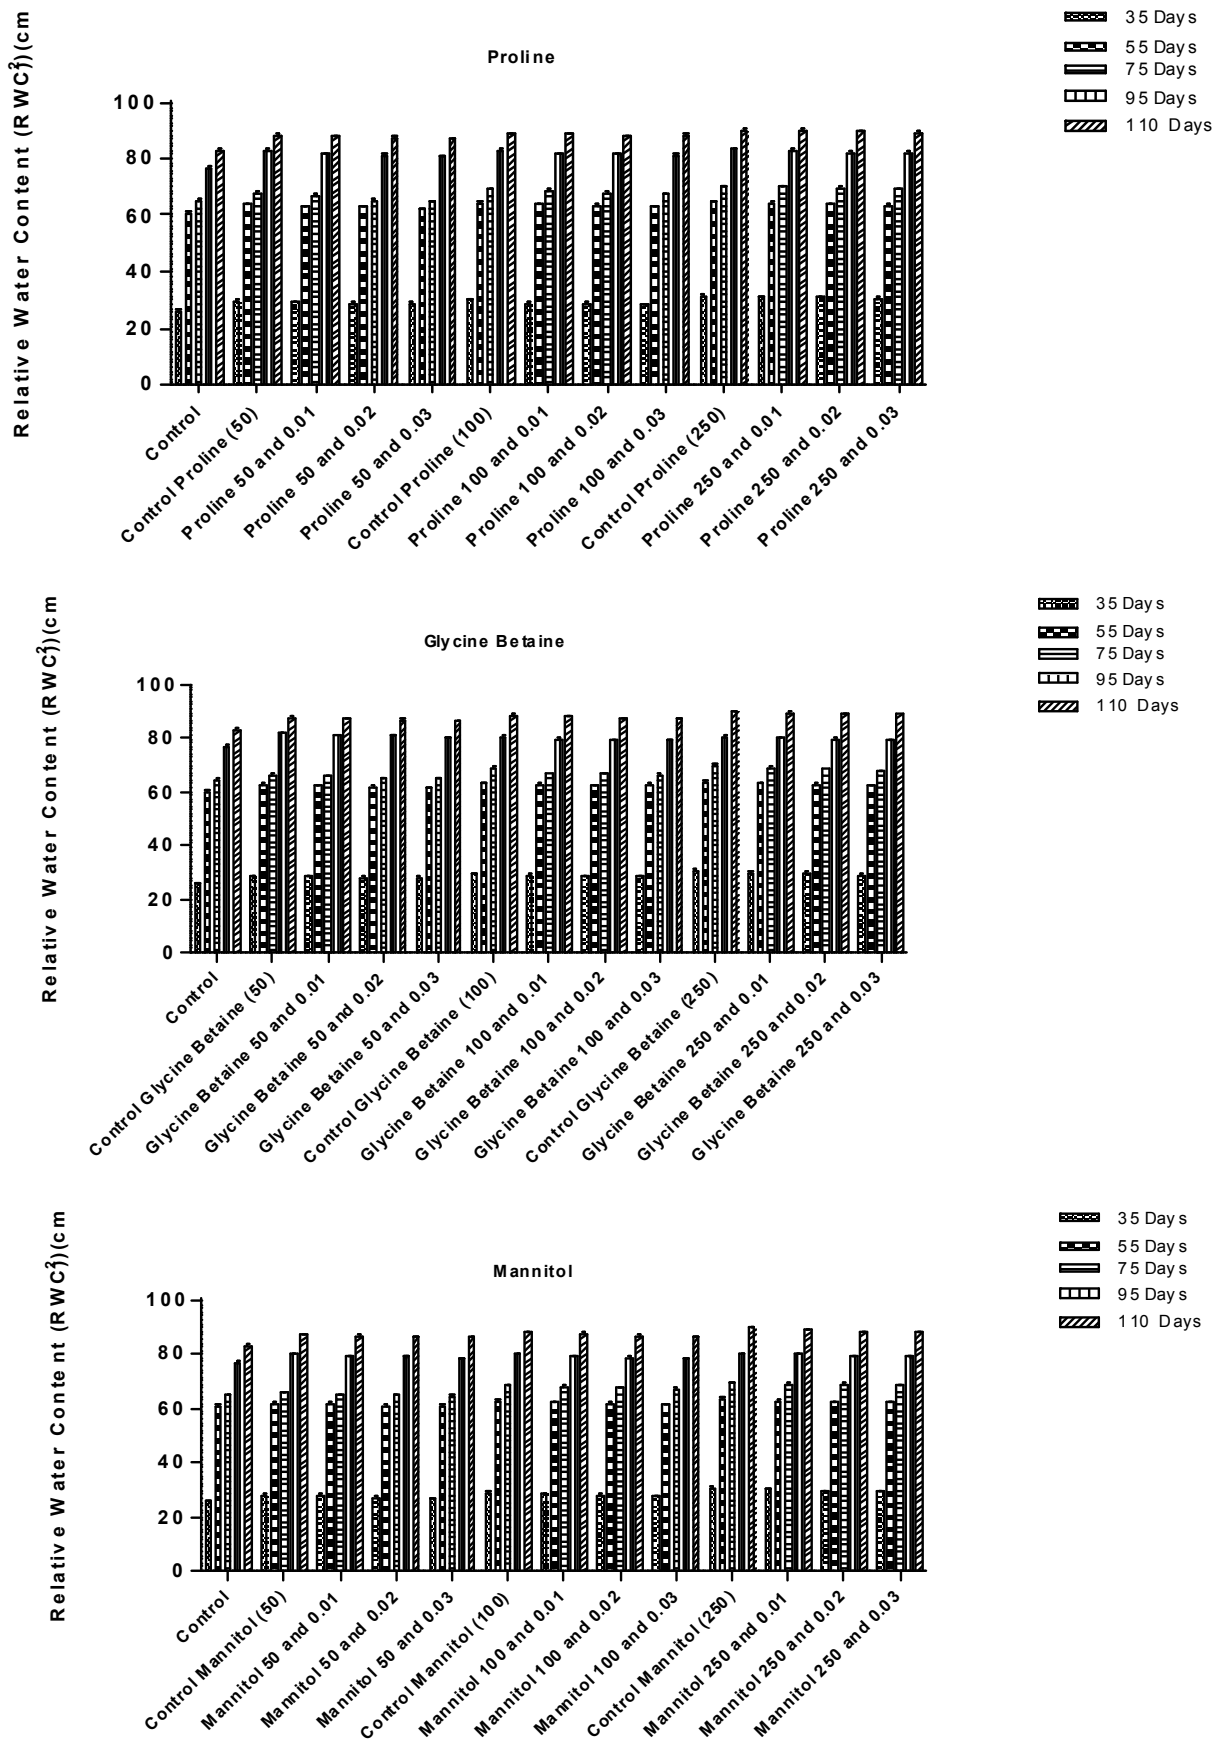 Proline
Relative Water Content (RWC))(cm2
100
80
60
40
20
0
Control
Control Proline (50)
Proline 50 and 0.01
Proline 50 and 0.02
Proline 50 and 0.03
Control Proline (100)
Proline 100 and 0.01
Proline 100 and 0.02
Proline 100 and 0.03
Control Proline (250)
Proline 250 and 0.01
Proline 250 and 0.02
Proline 250 and 0.03
35 Days
55 Days
75 Days
95 Days
110 Days
Glycine Betaine
Relative Water Content (RWC))(cm2
100
80
60
40
20
0
Control
Control Glycine Betaine (50)
Glycine Betaine 50 and 0.01
Glycine Betaine 50 and 0.02
Glycine Betaine 50 and 0.03
Control Glycine Betaine (100)
Glycine Betaine 100 and 0.01
Glycine Betaine 100 and 0.02
Glycine Betaine 100 and 0.03
Control Glycine Betaine (250)
Glycine Betaine 250 and 0.01
Glycine Betaine 250 and 0.02
Glycine Betaine 250 and 0.03
35 Days
55 Days
75 Days
95 Days
110 Days
Mannitol
Relative Water Content (RWC))(cm2
100
80
60
40
20
0
Control
Control Mannitol (50)
Mannitol 50 and 0.01
Mannitol 50 and 0.02
Mannitol 50 and 0.03
Control Mannitol (100)
Mannitol 100 and 0.01
Mannitol 100 and 0.02
Mannitol 100 and 0.03
Control Mannitol (250)
Mannitol 250 and 0.01
Mannitol 250 and 0.02
Mannitol 250 and 0.03
35 Days
55 Days
75 Days
95 Days
110 Days